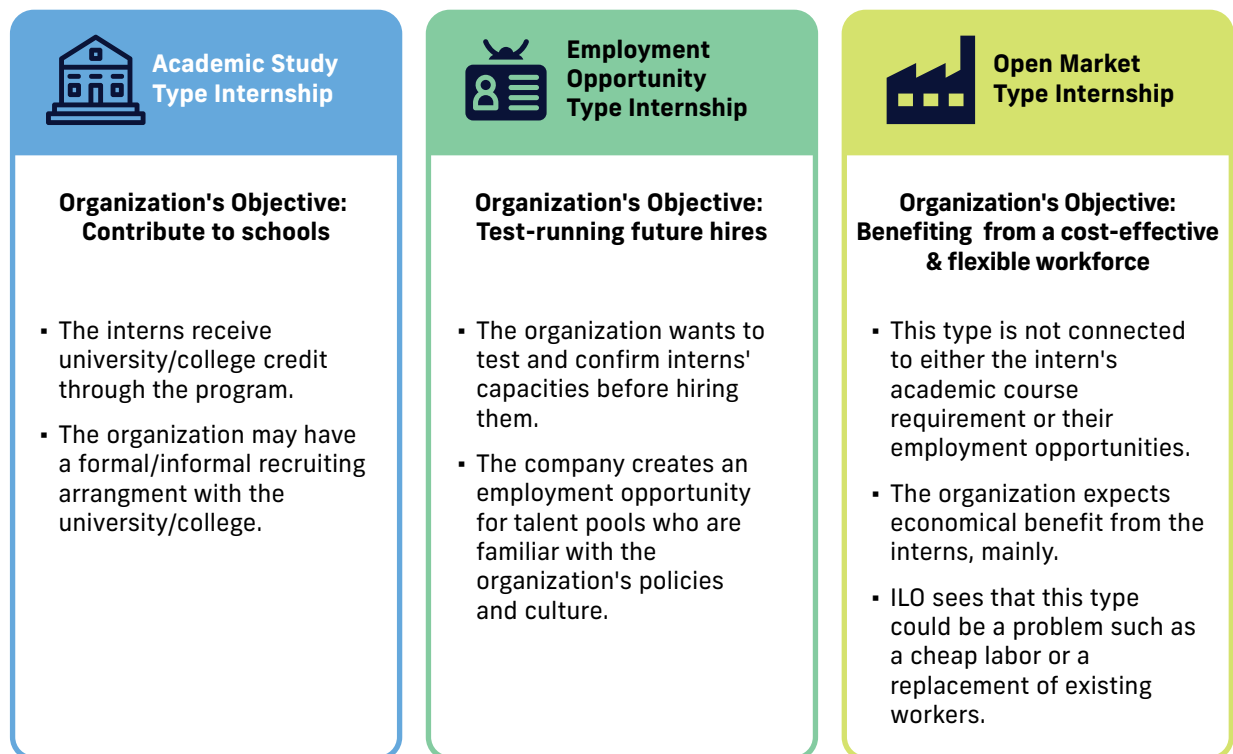 Academic Study
Type Internship
Organization's Objective:
Contribute to schools
▪ The interns receive
university/college credit
through the program.
▪ The organization may have
a formal/informal recruiting
arrangment with the
university/college.
Employment
Opportunity
Type Internship
Organization's Objective:
Test-running future hires
▪ The organization wants to
test and confirm interns'
capacities before hiring
them.
▪ The company creates an
employment opportunity
for talent pools who are
familiar with the
organization's policies
and culture.
Open Market
Type Internship
Organization's Objective:
Benefiting from a cost-effective
& flexible workforce
▪ This type is not connected
to either the intern's
academic course
requirement or their
employment opportunities.
▪ The organization expects
economical benefit from the
interns, mainly.
▪ ILO sees that this type
could be a problem such as
a cheap labor or a
replacement of existing
workers.